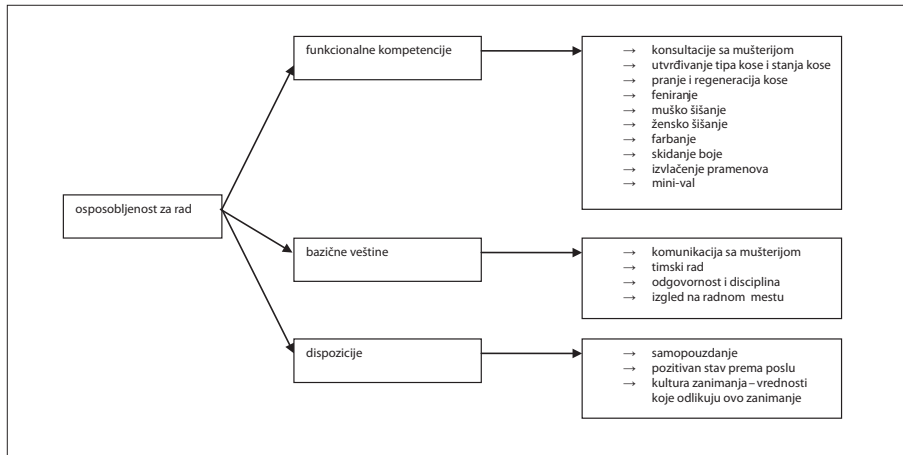 funkcionalne kompetencije
→ konsultacije sa mušterijom
→ utvrđivanje tipa kose i stanja kose
→ pranje i regeneracija kose
→ feniranje
→ muško šišanje
→ žensko šišanje
→ farbanje
→ skidanje boje
→ izvlačenje pramenova
→ mini-val
osposobljenost za rad
bazične veštine
→ komunikacija sa mušterijom
→ timski rad
→ odgovornost i disciplina
→ izgled na radnom mestu
dispozicije
→ samopouzdanje
→ pozitivan stav prema poslu
→ kultura zanimanja – vrednosti
koje odlikuju ovo zanimanje